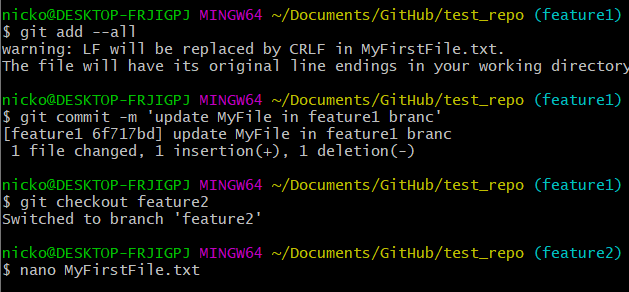 nicko@DESKTOP-FRJIGPJ MINGW64 ~/Documents/GitHub/test_repo (feature1)
$ git add --all
warning: LF will be replaced by CRLF in MyFirstFile.txt.
The file will have its original line endings in your working directory
nicko@DESKTOP-FRJIGPJ MINGW64 ~/Documents/GitHub/test_repo (feature1)
$ git commit -m 'update MyFile in feature1 branc'
[feature1 6f717bd] update MyFile in feature1 branc
1 file changed, 1 insertion(+), 1 deletion(-)
nicko@DESKTOP-FRJIGPJ MINGW64 ~/Documents/GitHub/test_repo (feature1)
$ git checkout feature2
Switched to branch 'feature2'
nicko@DESKTOP-FRJIGPJ MINGW64 ~/Documents/GitHub/test_repo (feature2)
$ nano MyFirstFile.txt